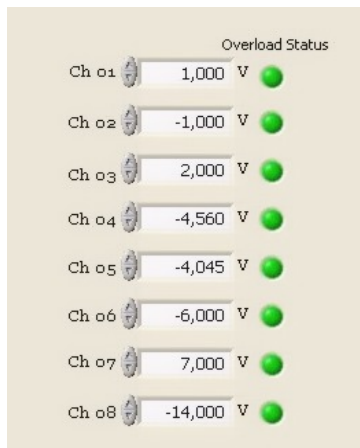 Overload Status
Ch 01 1,000 V
Ch 02 -1,000 V
Ch 03 2,000 V
Ch 04 -4,560 V
Ch 05 -4,045 V
Ch 06 -6,000 V
Ch 07 7,000 V
Ch 08 -14,000 V